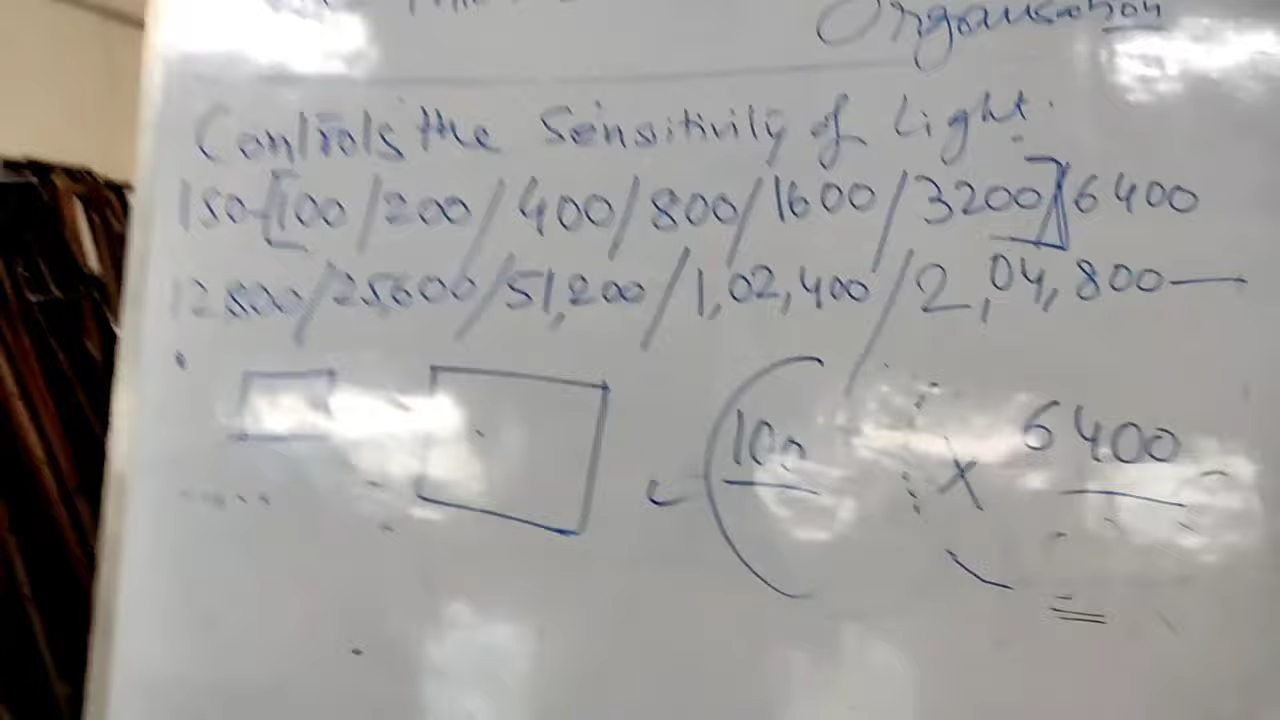 Organisation
Controls the Sensitivity of Light.
ISO-[100/200/400/800/1600/3200]/6400
12800/25600/51,200/1,02,400/2,04,800—
100 × 6400